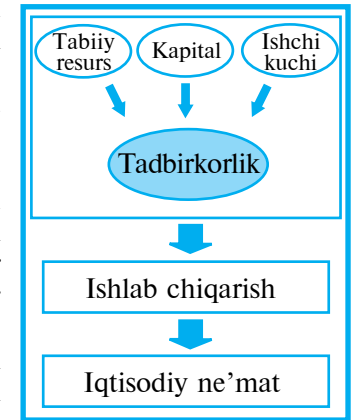 Tabiiy
resurs
Kapital
Ishchi
kuchi
Tadbirkorlik
Ishlab chiqarish
Iqtisodiy ne’mat